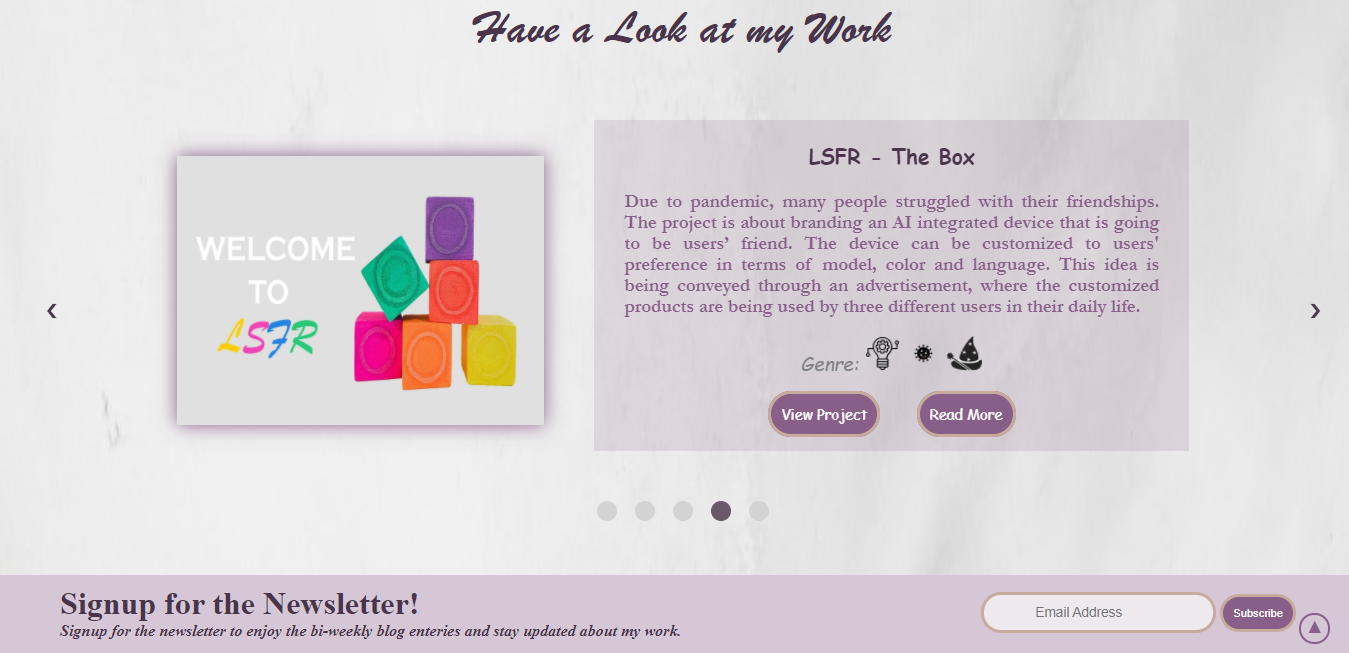 Have a Look at my Work
WELCOME
TO
LSFR
LSFR - The Box
Due to pandemic, many people struggled with their friendships.
The project is about branding an AI integrated device that is going
to be users’ friend. The device can be customized to users'
preference in terms of model, color and language. This idea is
being conveyed through an advertisement, where the customized
products are being used by three different users in their daily life.
Genre:
View Project
Read More
Signup for the Newsletter!
Signup for the newsletter to enjoy the bi-weekly blog enteries and stay updated about my work.
Email Address
Subscribe